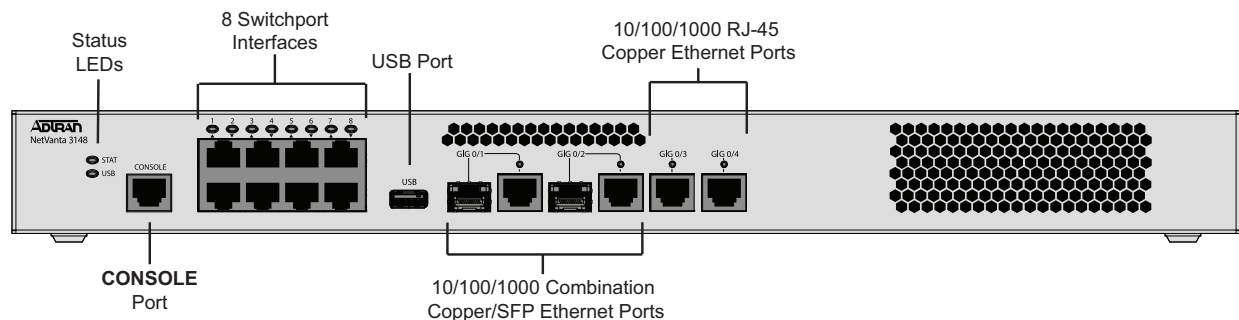 8 Switchport
Interfaces
10/100/1000 RJ-45
Copper Ethernet Ports
Status
LEDs
USB Port
ADTRAN
NetVanta 3148
1 2 3 4 5 6 7 8
STAT
USB
CONSOLE
USB
GIG 0/1
GIG 0/2
GIG 0/3
GIG 0/4
CONSOLE
Port
10/100/1000 Combination
Copper/SFP Ethernet Ports